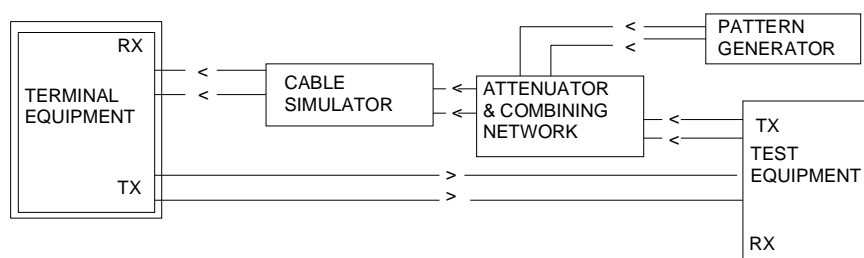 RX
TERMINAL
EQUIPMENT
TX
CABLE
SIMULATOR
ATTENUATOR
& COMBINING
NETWORK
PATTERN
GENERATOR
TX
TEST
EQUIPMENT
RX